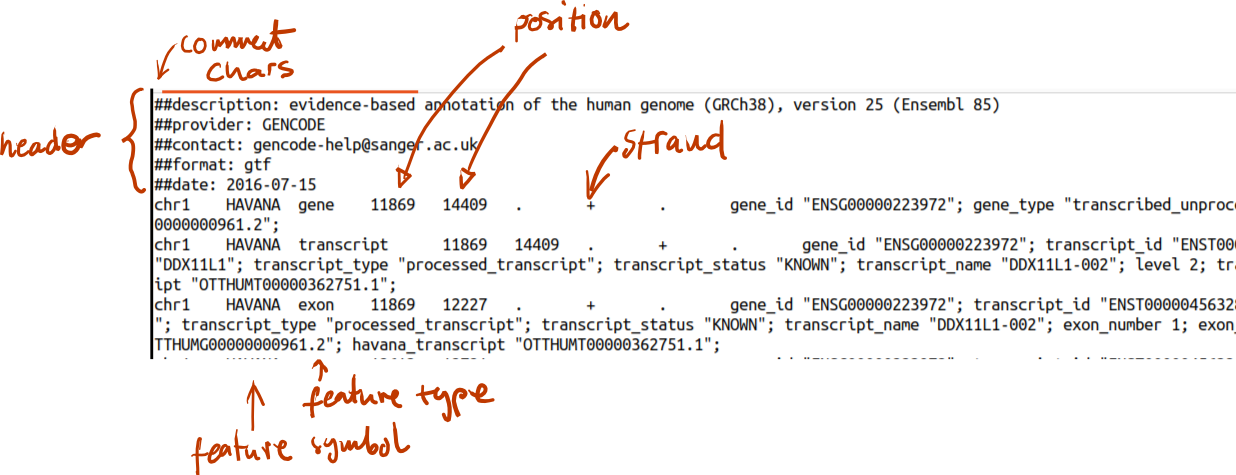 position
comment
chars
header
##description: evidence-based annotation of the human genome (GRCh38), version 25 (Ensembl 85)
##provider: GENCODE
##contact: gencode-help@sanger.ac.uk
strand
##format: gtf
##date: 2016-07-15
chr1 HAVANA gene 11869 14409 . + . gene_id "ENSG00000223972"; gene_type "transcribed_unproc
0000000961.2";
chr1 HAVANA transcript 11869 14409 . + . gene_id "ENSG00000223972"; transcript_id "ENST000
"DDX11L1"; transcript_type "processed_transcript"; transcript_status "KNOWN"; transcript_name "DDX11L1-002"; level 2; tr
ipt "OTTHUMT00000362751.1";
chr1 HAVANA exon 11869 12227 . + . gene_id "ENSG00000223972"; transcript_id "ENST0000045632
"; transcript_type "processed_transcript"; transcript_status "KNOWN"; transcript_name "DDX11L1-002"; exon_number 1; exon_
TTHUMG00000000961.2"; havana_transcript "OTTHUMT00000362751.1";
feature type
feature symbol